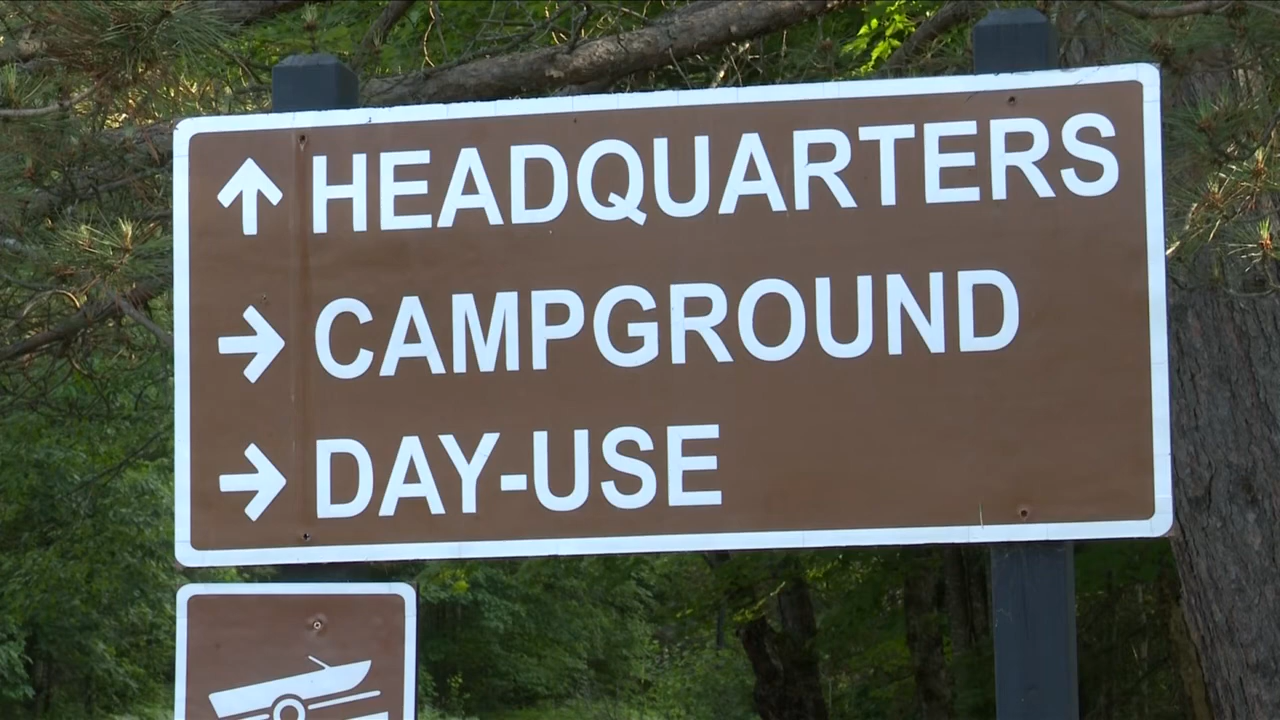 ↑ HEADQUARTERS
→ CAMPGROUND
→ DAY-USE